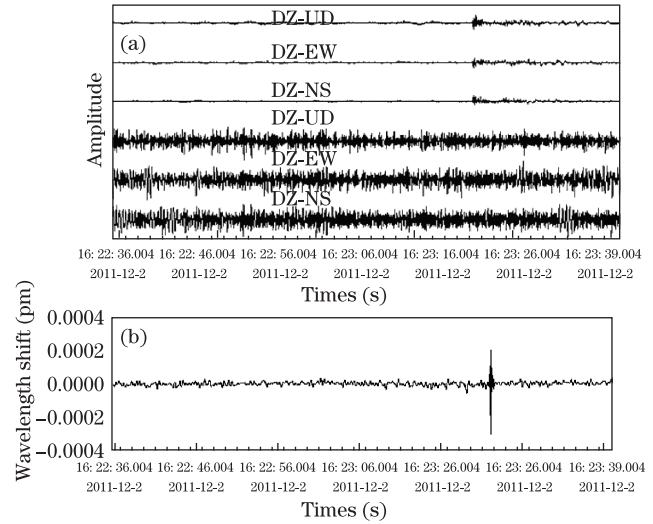 (a)
DZ-UD
DZ-EW
DZ-NS
DZ-UD
DZ-EW
DZ-NS
Amplitude
16: 22: 36.004 16: 22: 46.004 16: 22: 56.004 16: 23: 06.004 16: 23: 16.004 16: 23: 26.004 16: 23: 39.004
2011-12-2 2011-12-2 2011-12-2 2011-12-2 2011-12-2 2011-12-2 2011-12-2
Times (s)
(b)
Wavelength shift (pm)
0.0004
0.0002
0.0000
-0.0002
-0.0004
16: 22: 36.004 16: 22: 46.004 16: 22: 56.004 16: 23: 06.004 16: 23: 26.004 16: 23: 26.004 16: 23: 39.004
2011-12-2 2011-12-2 2011-12-2 2011-12-2 2011-12-2 2011-12-2 2011-12-2
Times (s)